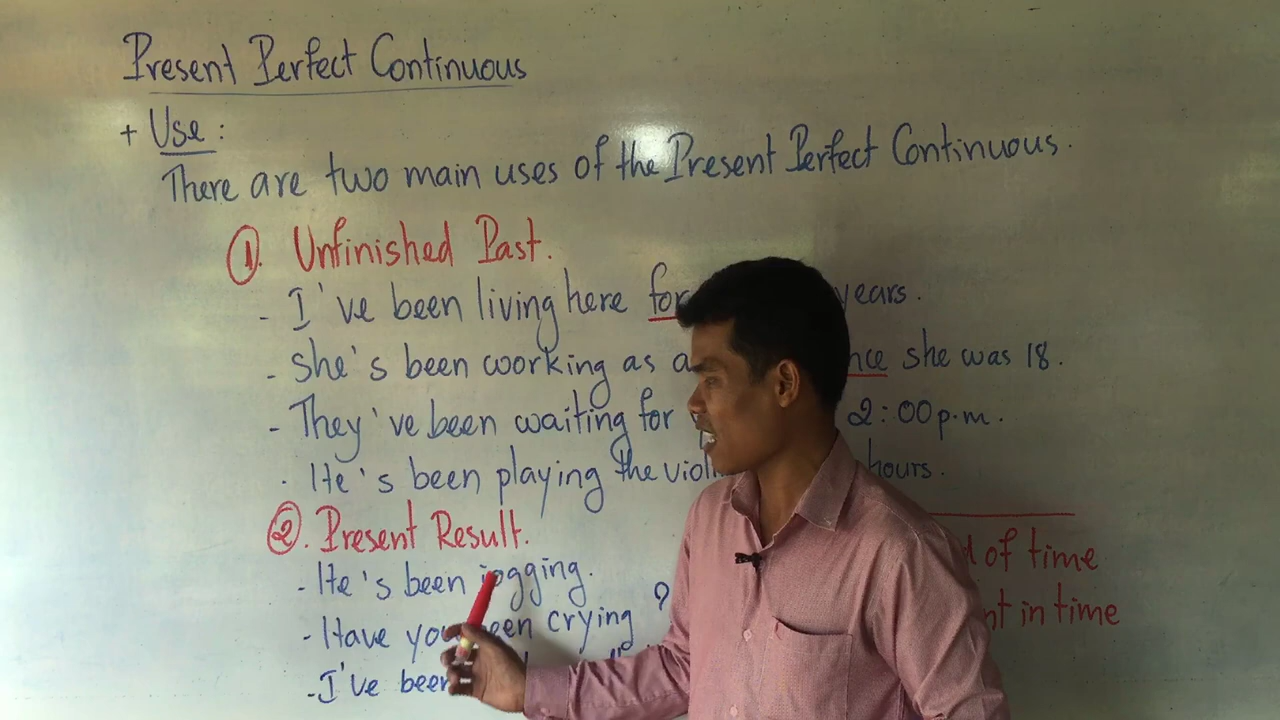 Present Perfect Continuous
+ Use :
There are two main uses of the Present Perfect Continuous.
1. Unfinished Past.
- I've been living here for years.
- She's been working as a she was 18.
- They've been waiting for 2:00 p.m.
- He's been playing the hours.
2. Present Result.
of time
- He's been jogging.
in time
- Have you been crying ?
- I've been